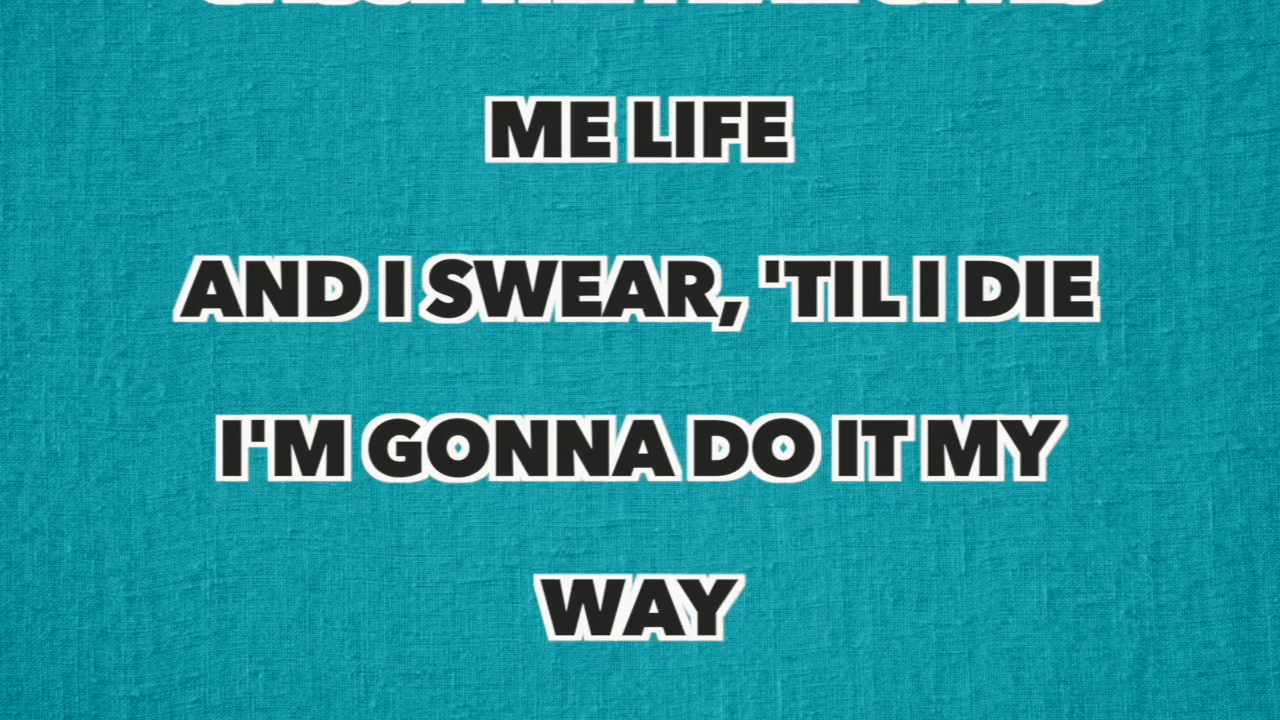 ME LIFE
AND I SWEAR, 'TIL I DIE
I'M GONNA DO IT MY
WAY